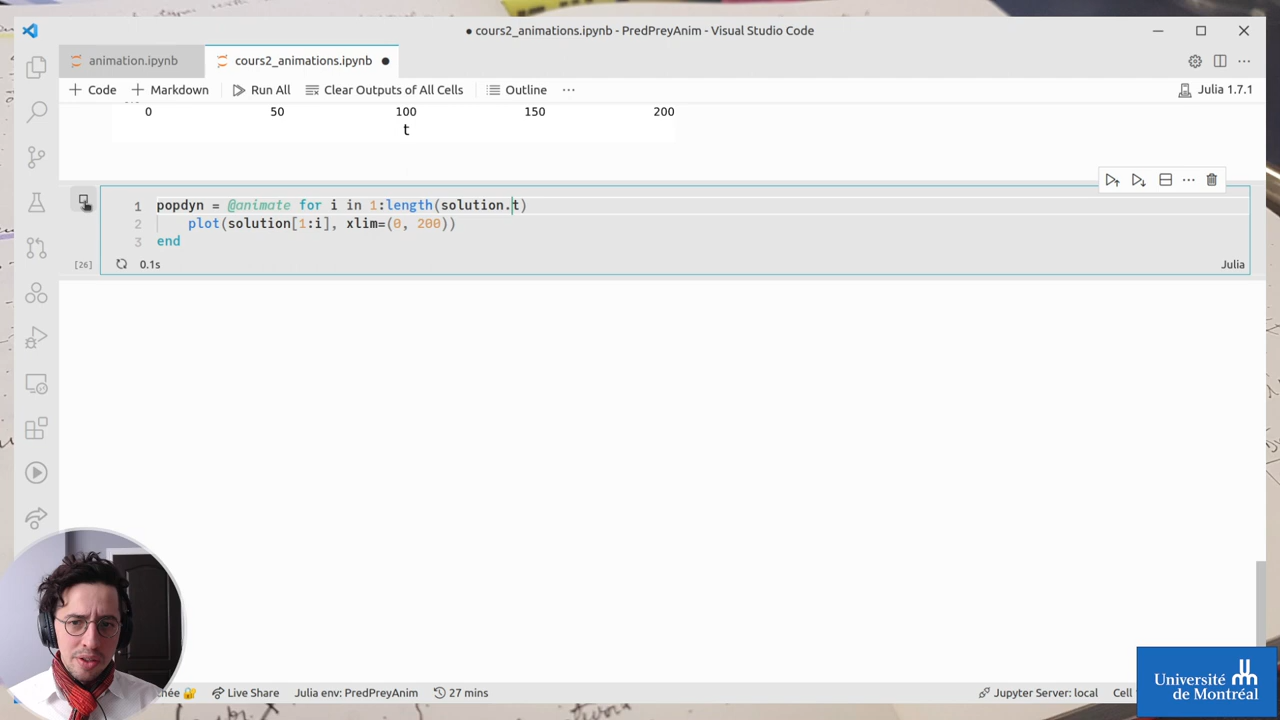 ● cours2_animations.ipynb - PredPreyAnim - Visual Studio Code
animation.ipynb
cours2_animations.ipynb ●
+ Code + Markdown Run All Clear Outputs of All Cells Outline ···
Julia 1.7.1
0 50 100 150 200
t
1 popdyn = @animate for i in 1:length(solution.t)
2 plot(solution[1:i], xlim=(0, 200))
3 end
[26] 0.1s
Julia
Live Share Julia env: PredPreyAnim 27 mins
Jupyter Server: local Cell
Université
de Montréal